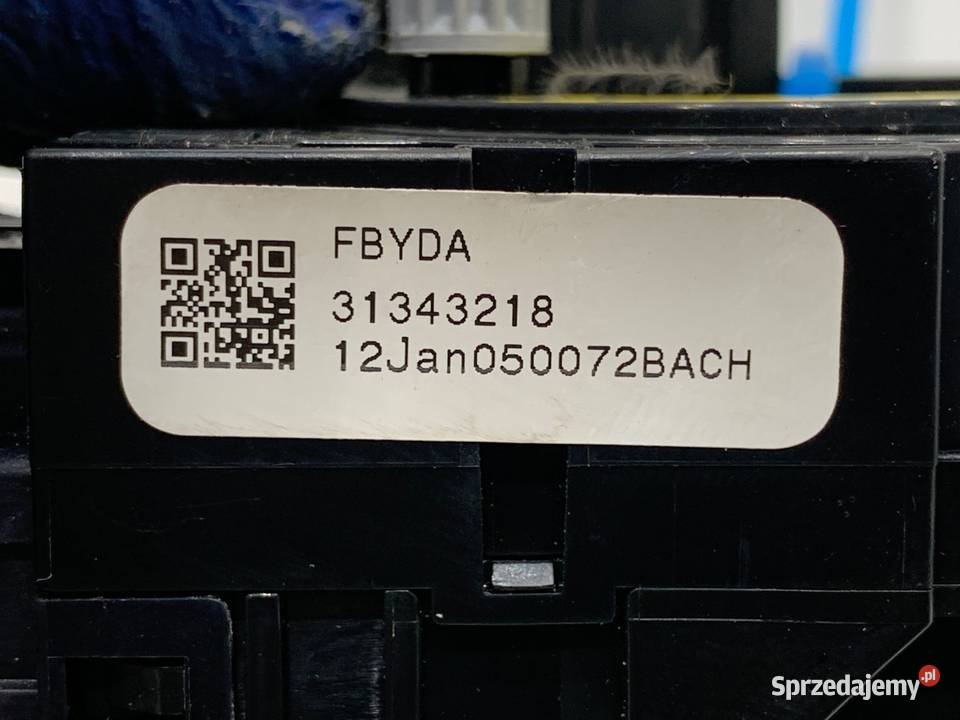 FBYDA
31343218
12Jan050072BACH
Sprzedajemy.pl